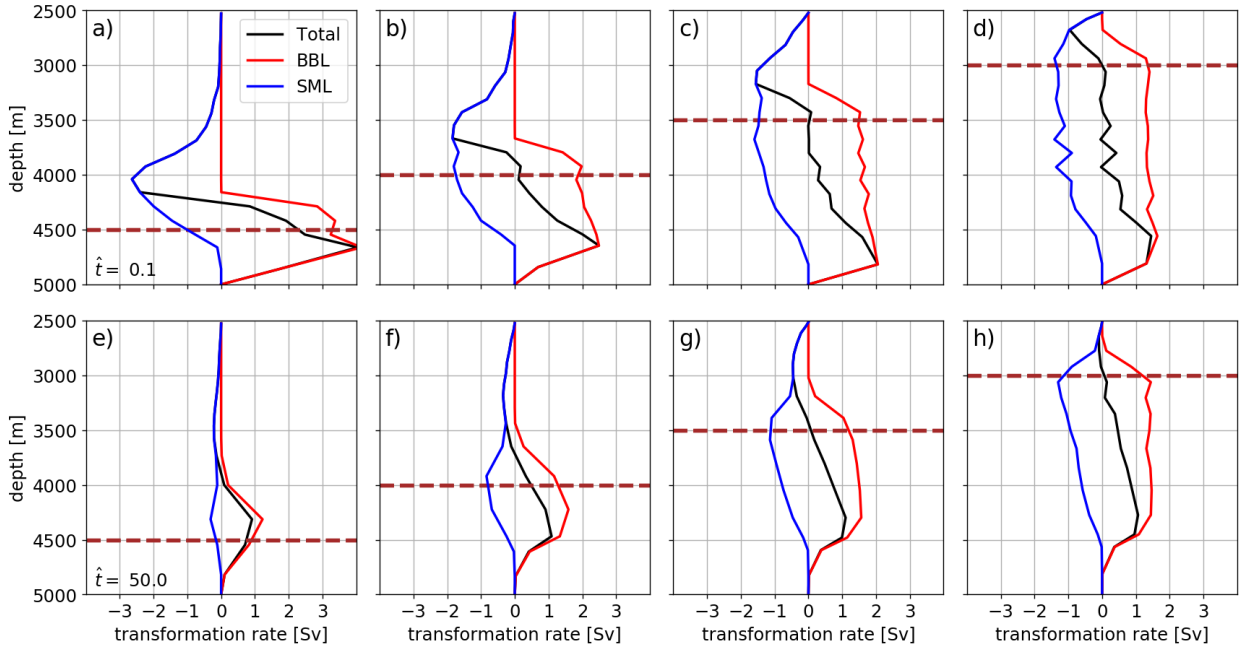 a)
Total
BBL
SML
b)
c)
d)
2500
3000
3500
4000
4500
5000
depth [m]
t̂ = 0.1
e)
f)
g)
h)
2500
3000
3500
4000
4500
5000
depth [m]
t̂ = 50.0
−3 −2 −1 0 1 2 3
−3 −2 −1 0 1 2 3
−3 −2 −1 0 1 2 3
−3 −2 −1 0 1 2 3
transformation rate [Sv]
transformation rate [Sv]
transformation rate [Sv]
transformation rate [Sv]